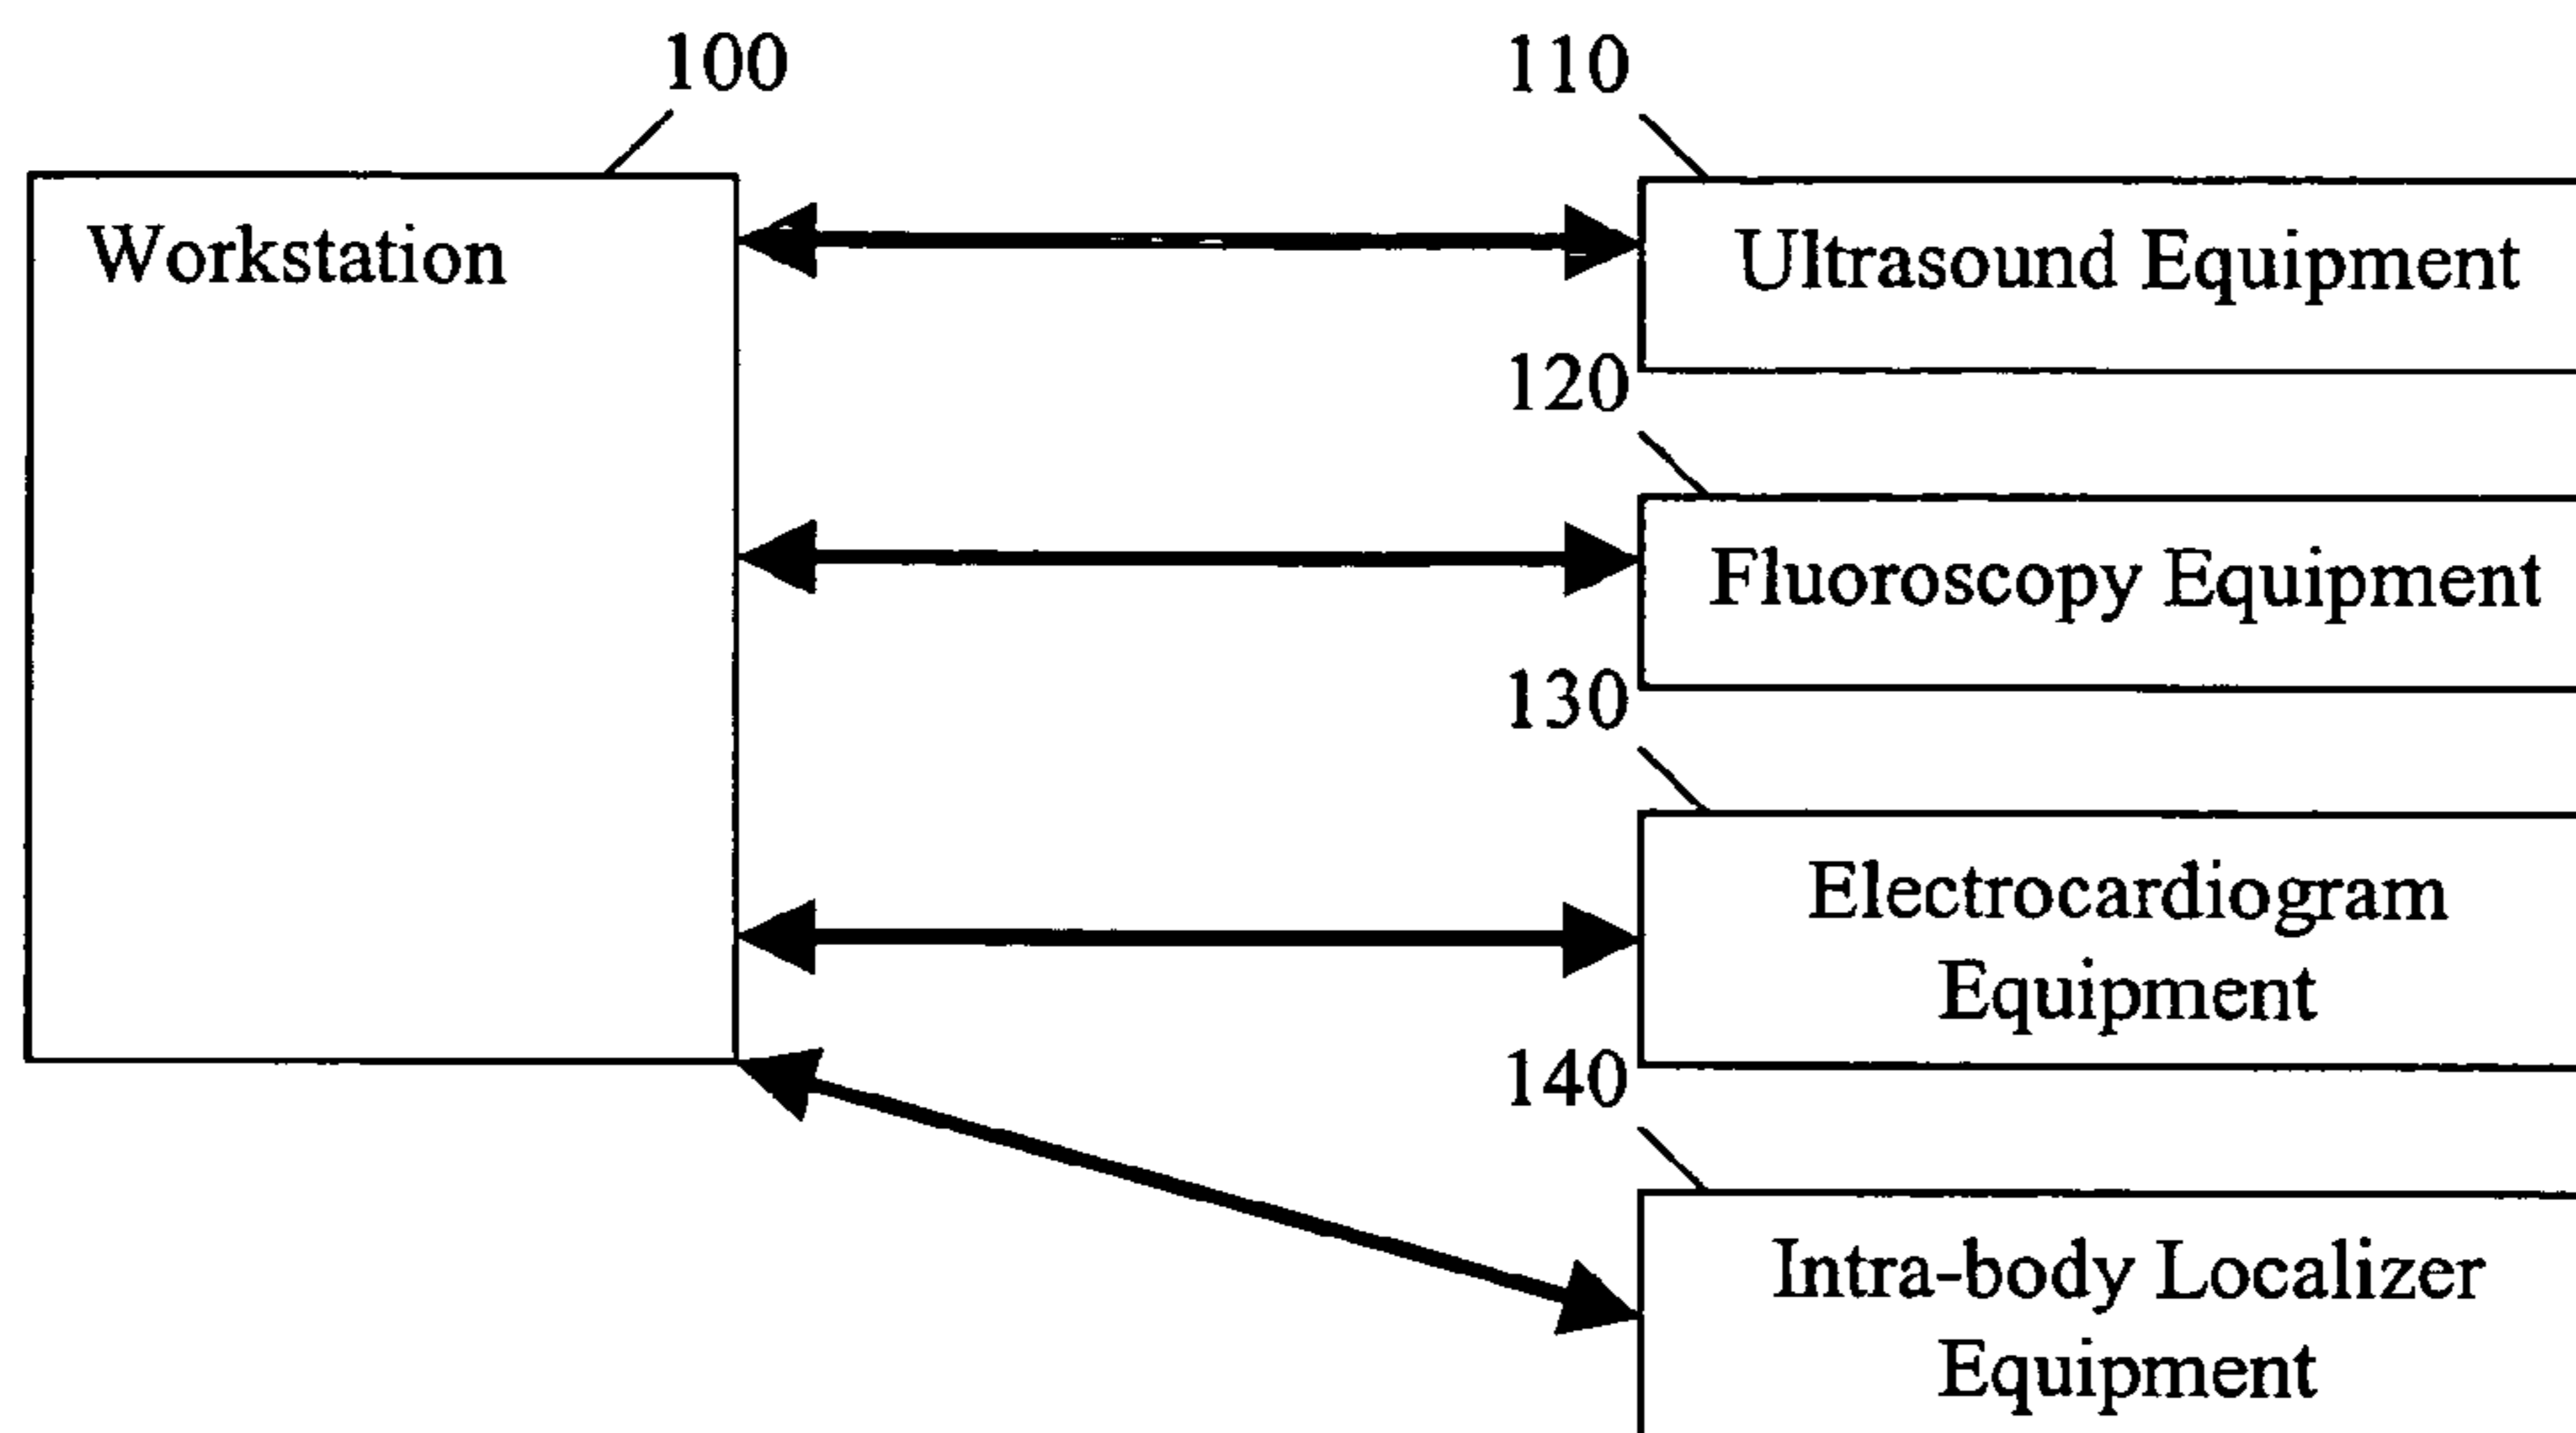 100
110
Workstation
Ultrasound Equipment
120
Fluoroscopy Equipment
130
Electrocardiogram
Equipment
140
Intra-body Localizer
Equipment